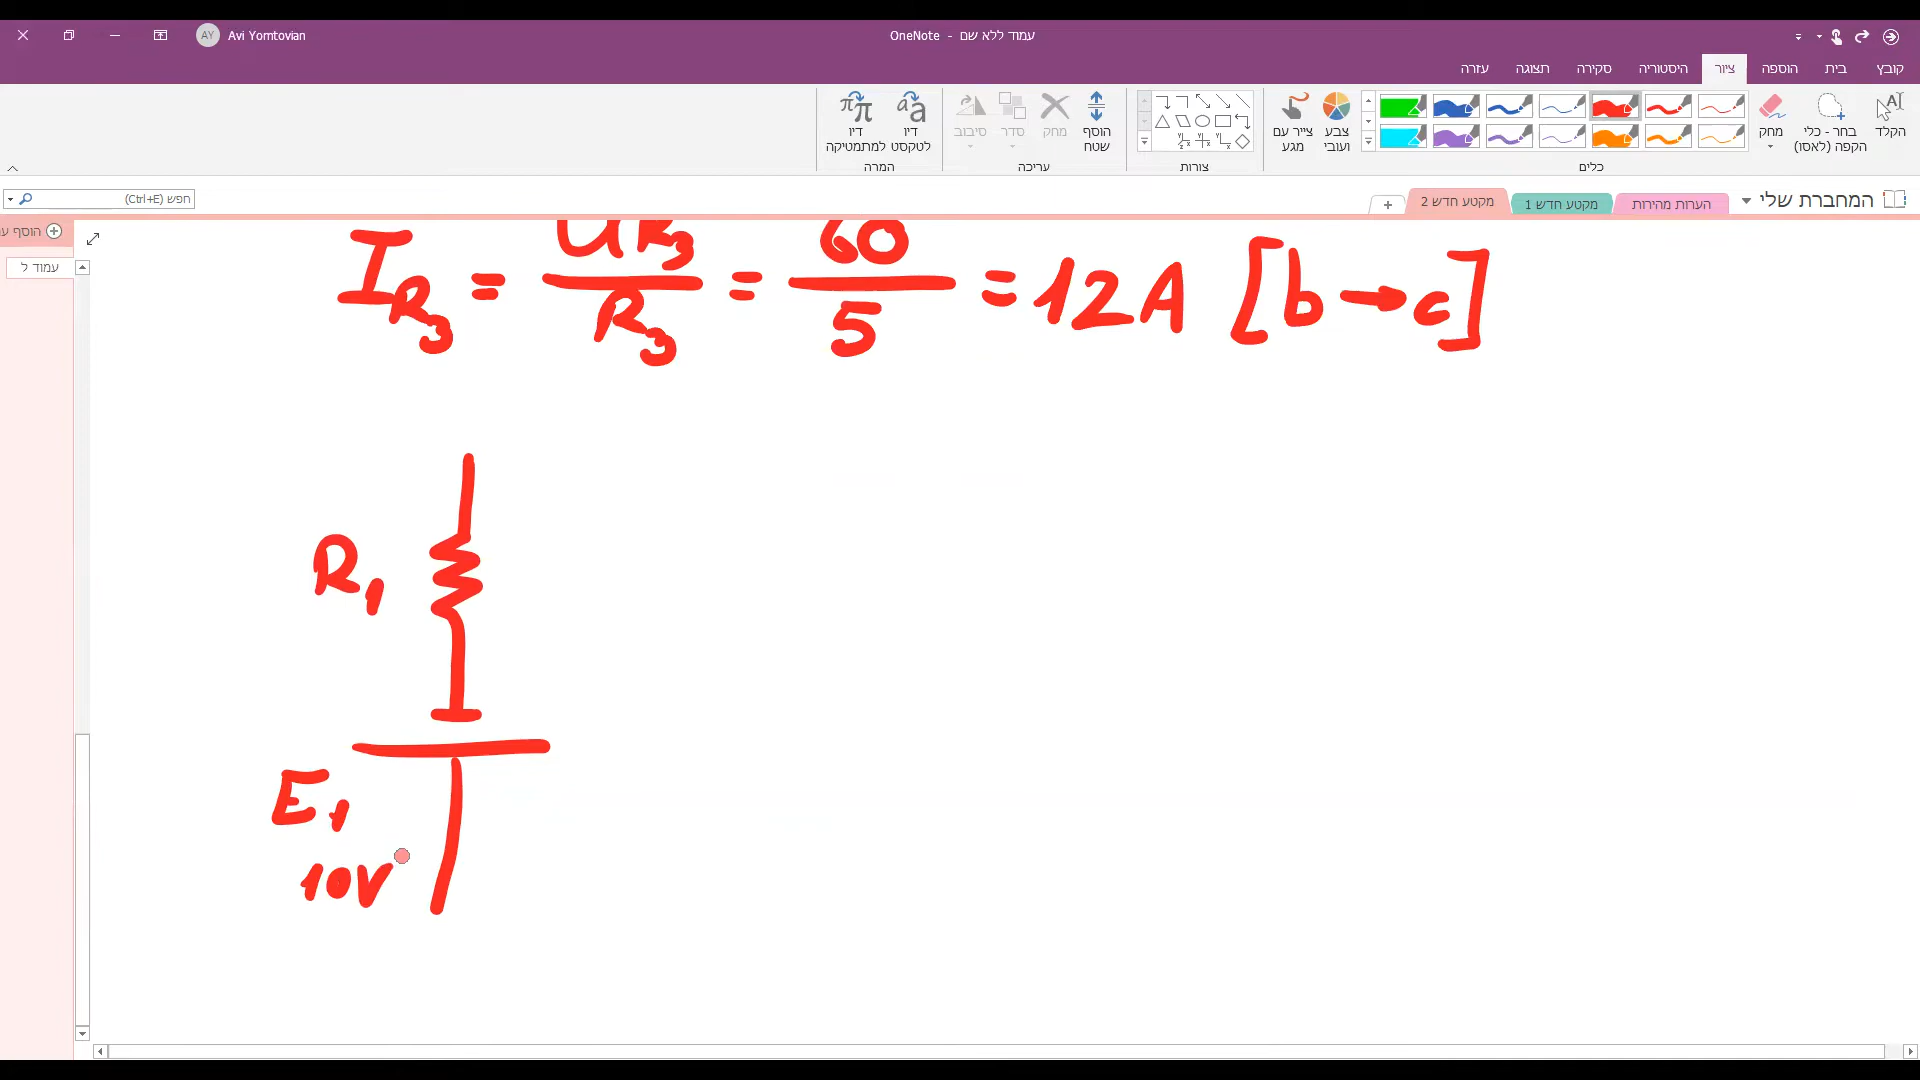 AY Avi Yomtovian
עמוד ללא שם - OneNote
קובץ בית הוספה ציור היסטוריה סקירה תצוגה עזרה
הקלד
בחר - כלי הקפה (לאסו)
מחק
צבע ועובי
צייר עם מגע
הוסף שטח
מחק
סדר
סיבוב
דיו לטקסט
דיו למתמטיקה
כלים צורות עריכה המרה
המחברת שלי
הערות מהירות
מקטע חדש 1
מקטע חדש 2
+
חפש (Ctrl+E)
הוסף
עמוד ל
I_R3 = U_R3 / R3 = 60 / 5 = 12A [b→c]
R1
E1
10V